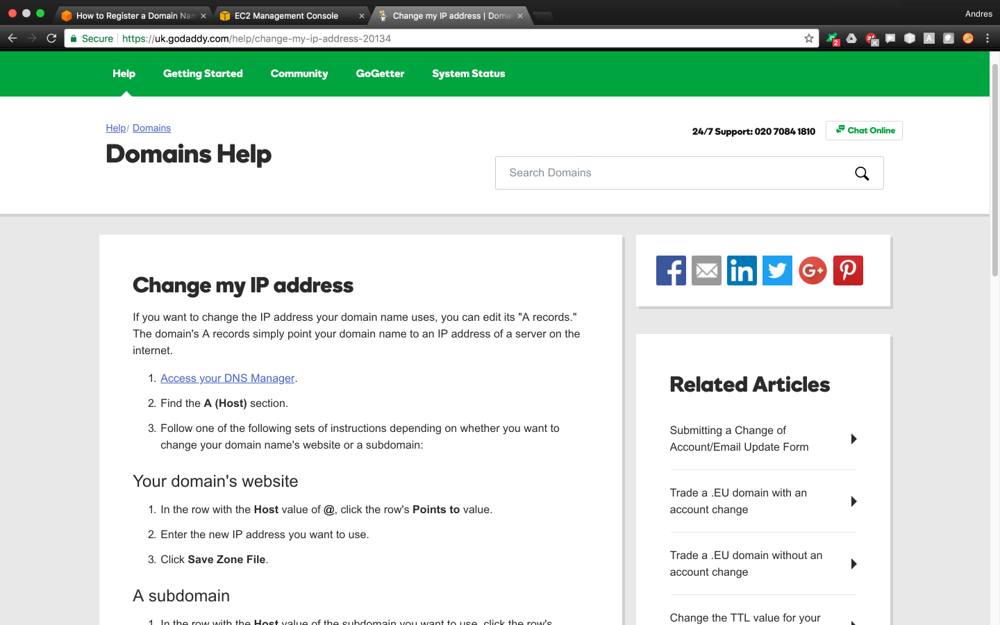 How to Register a Domain Nam
EC2 Management Console
Change my IP address | Domai
Andres
Secure
https://uk.godaddy.com/help/change-my-ip-address-20134
2
A
Help
Getting Started
Community
GoGetter
System Status
Help/ Domains
24/7 Support: 020 7084 1810
Chat Online
Domains Help
Search Domains
Change my IP address
If you want to change the IP address your domain name uses, you can edit its "A records."
The domain's A records simply point your domain name to an IP address of a server on the
internet.
1. Access your DNS Manager.
2. Find the A (Host) section.
3. Follow one of the following sets of instructions depending on whether you want to
change your domain name's website or a subdomain:
Your domain's website
1. In the row with the Host value of @, click the row's Points to value.
2. Enter the new IP address you want to use.
3. Click Save Zone File.
A subdomain
1. In the row with the Host value of the subdomain you want to use, click the row's
f
in
G+
Related Articles
Submitting a Change of
Account/Email Update Form
Trade a .EU domain with an
account change
Trade a .EU domain without an
account change
Change the TTL value for your